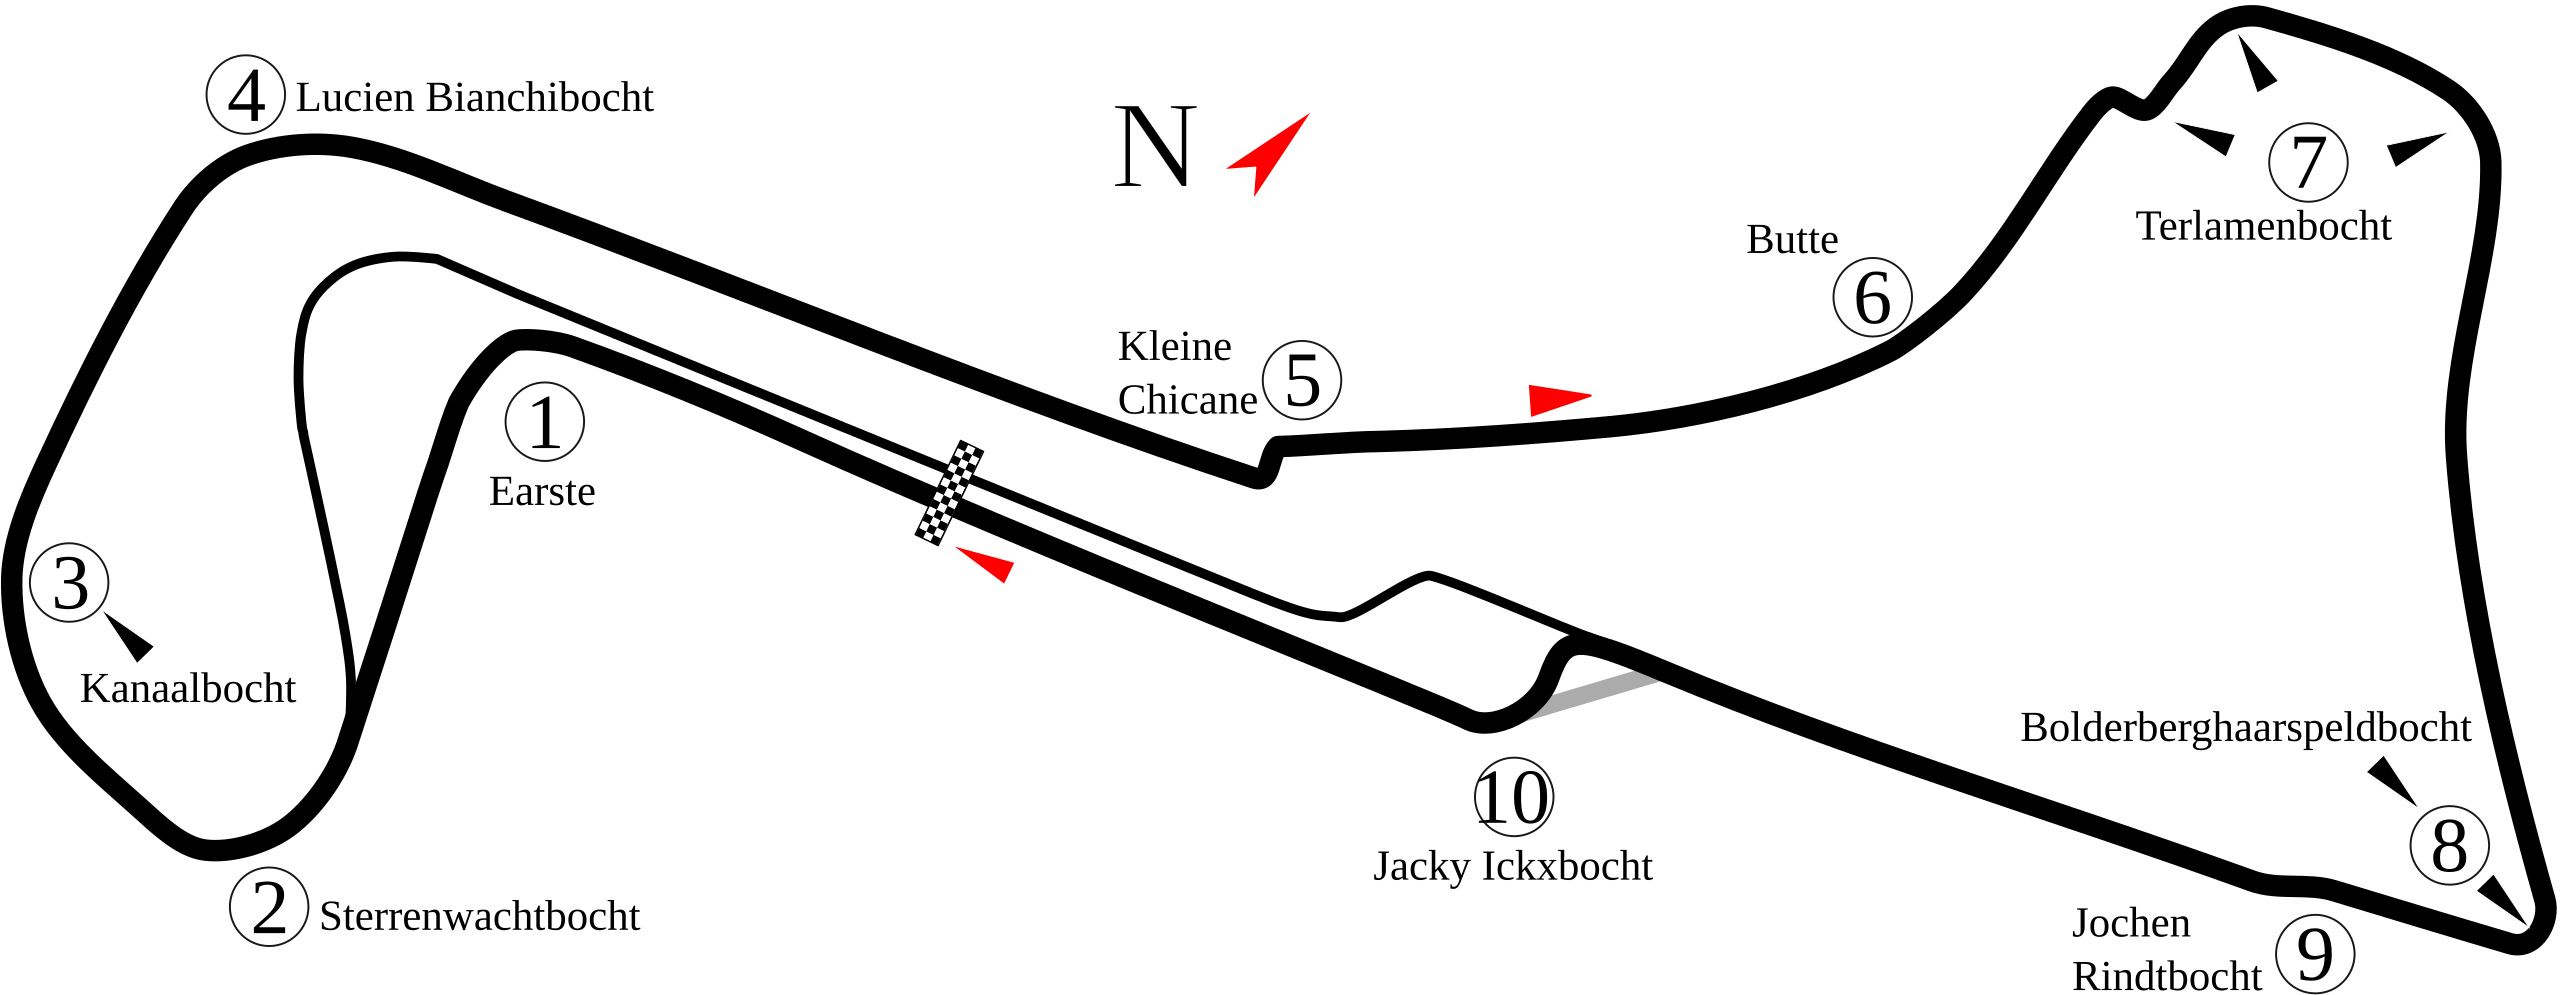 4 Lucien Bianchibocht
N
7
Terlamenbocht
Butte
6
Kleine
Chicane
5
1
Earste
3
Kanaalbocht
Bolderberghaarspeldbocht
8
10
Jacky Ickxbocht
2 Sterrenwachtbocht
Jochen
Rindtbocht
9